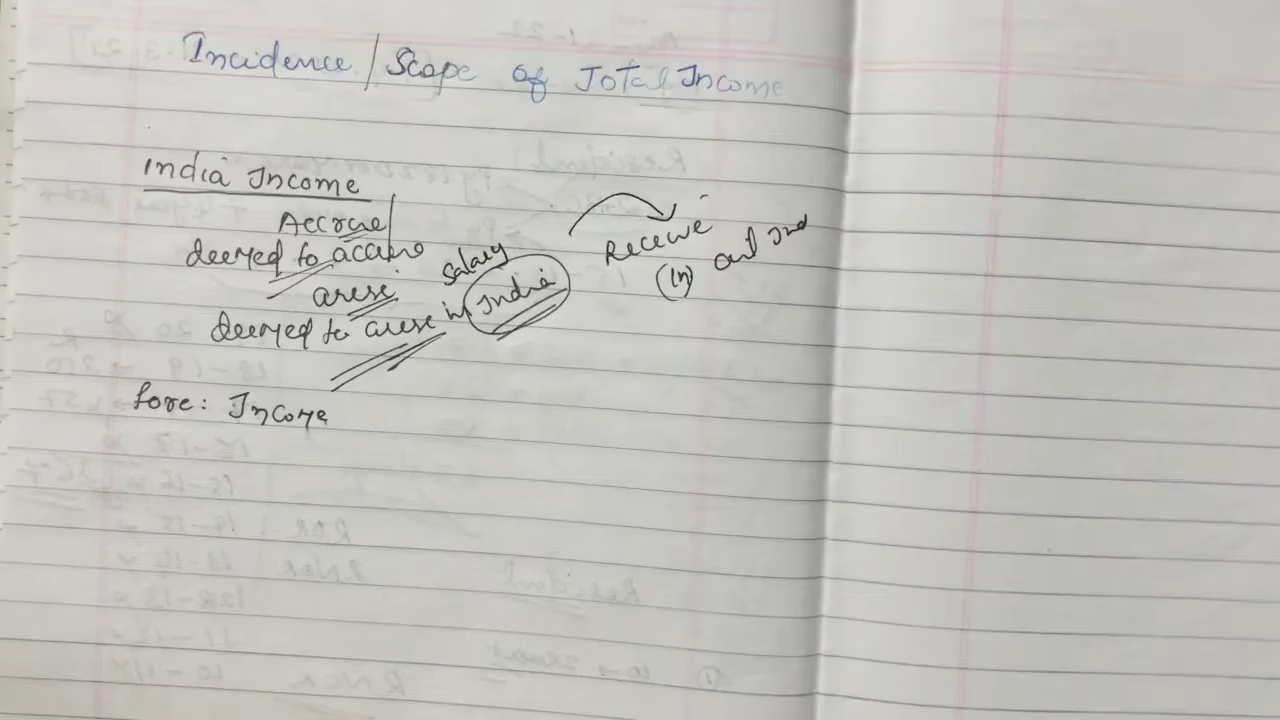 Incidence / Scope of Total Income
India Income
Accrue /
deemed to accrue
arise
deemed to arise in India
Salary
Receive
(in) out Ind
fore: Income